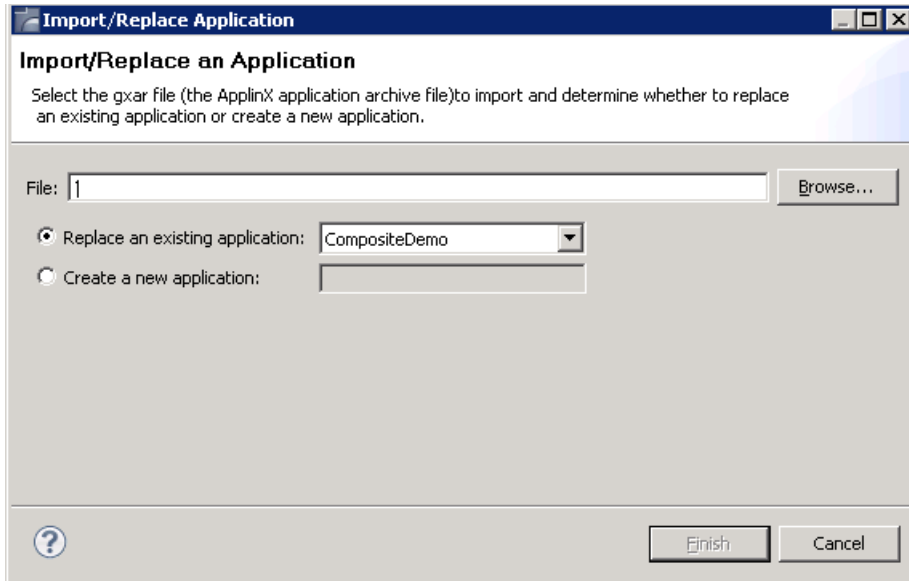 Import/Replace Application
Import/Replace an Application
Select the gxar file (the ApplinX application archive file)to import and determine whether to replace
an existing application or create a new application.
File: 1 Browse...
Replace an existing application: CompositeDemo
Create a new application:
? Finish Cancel